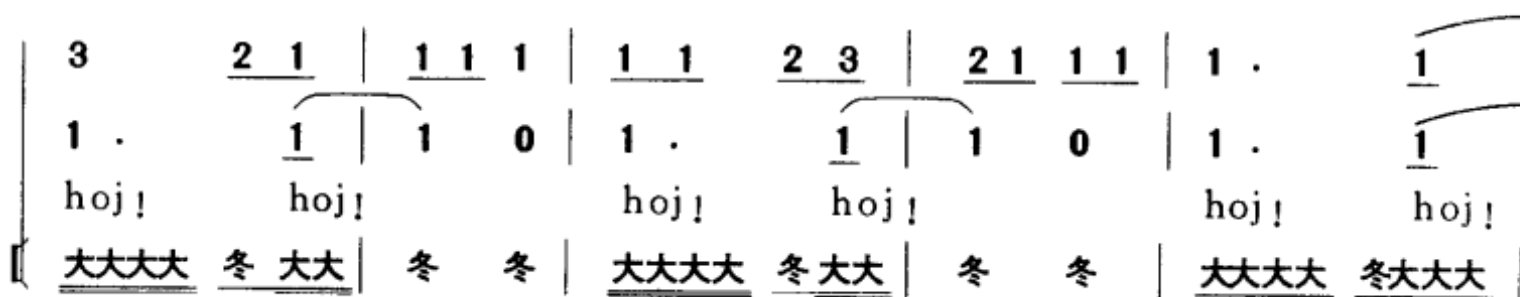 3 2 1 | 1 1 1 | 1 1 2 3 | 2 1 1 1 | 1 . 1
1 . 1 | 1 0 | 1 . 1 | 1 0 | 1 . 1
hoj! hoj! hoj! hoj! hoj! hoj!
大大大大 冬 大大 | 冬 冬 | 大大大大 冬大大 | 冬 冬 | 大大大大 冬大大大